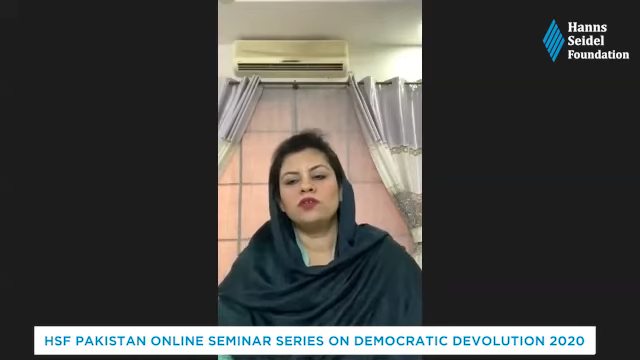 Hanns
Seidel
Foundation
HSF PAKISTAN ONLINE SEMINAR SERIES ON DEMOCRATIC DEVOLUTION 2020